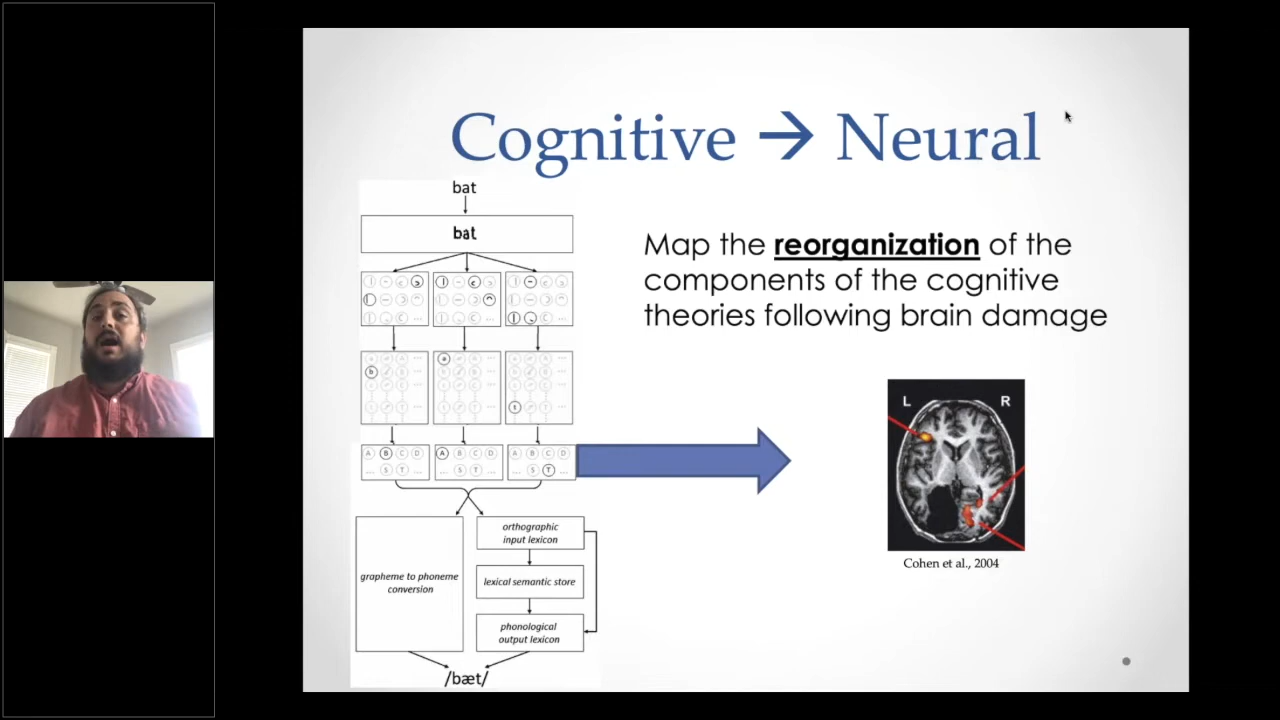 Cognitive → Neural
bat
bat
Map the reorganization of the
components of the cognitive
theories following brain damage
A B C D
... S T ...
A B C D
... S T ...
A B C D
... S T ...
grapheme to phoneme
conversion
orthographic
input lexicon
lexical semantic store
phonological
output lexicon
/bæt/
L R
Cohen et al., 2004